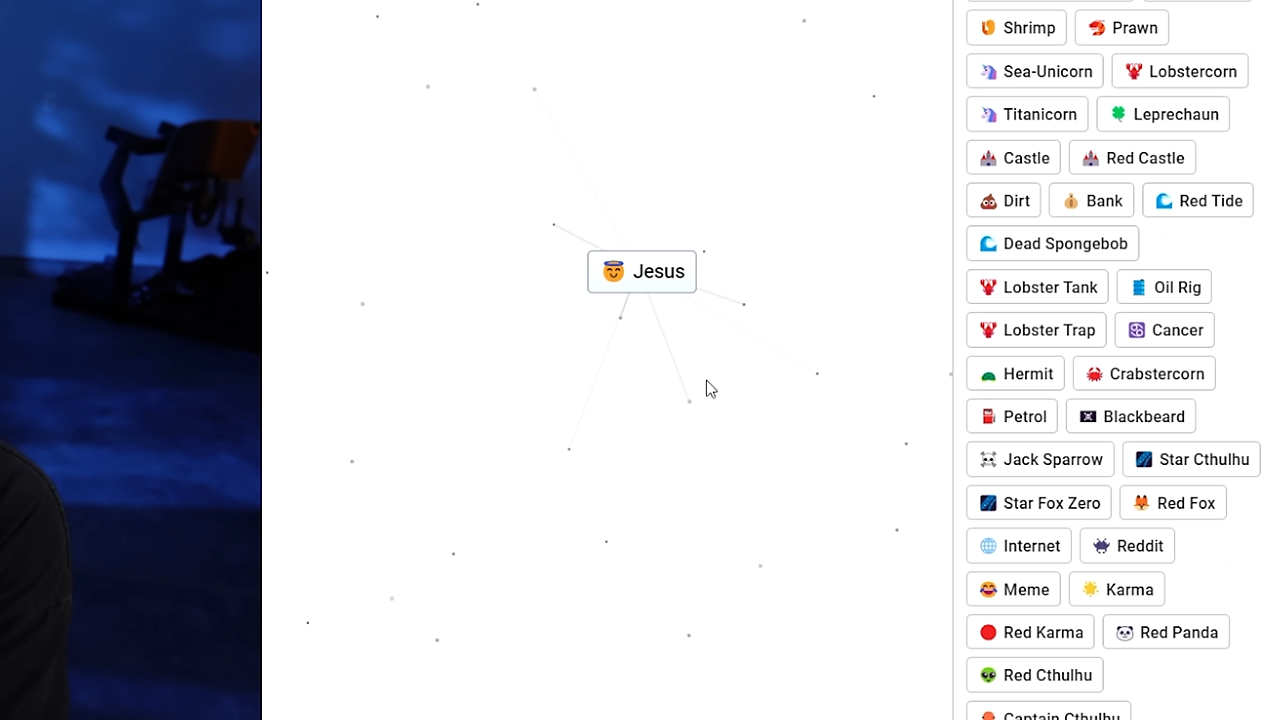 Shrimp Prawn
Sea-Unicorn Lobstercorn
Titanicorn Leprechaun
Castle Red Castle
Dirt Bank Red Tide
Dead Spongebob
Jesus
Lobster Tank Oil Rig
Lobster Trap Cancer
Hermit Crabstercorn
Petrol Blackbeard
Jack Sparrow Star Cthulhu
Star Fox Zero Red Fox
Internet Reddit
Meme Karma
Red Karma Red Panda
Red Cthulhu
Captain Cthulhu